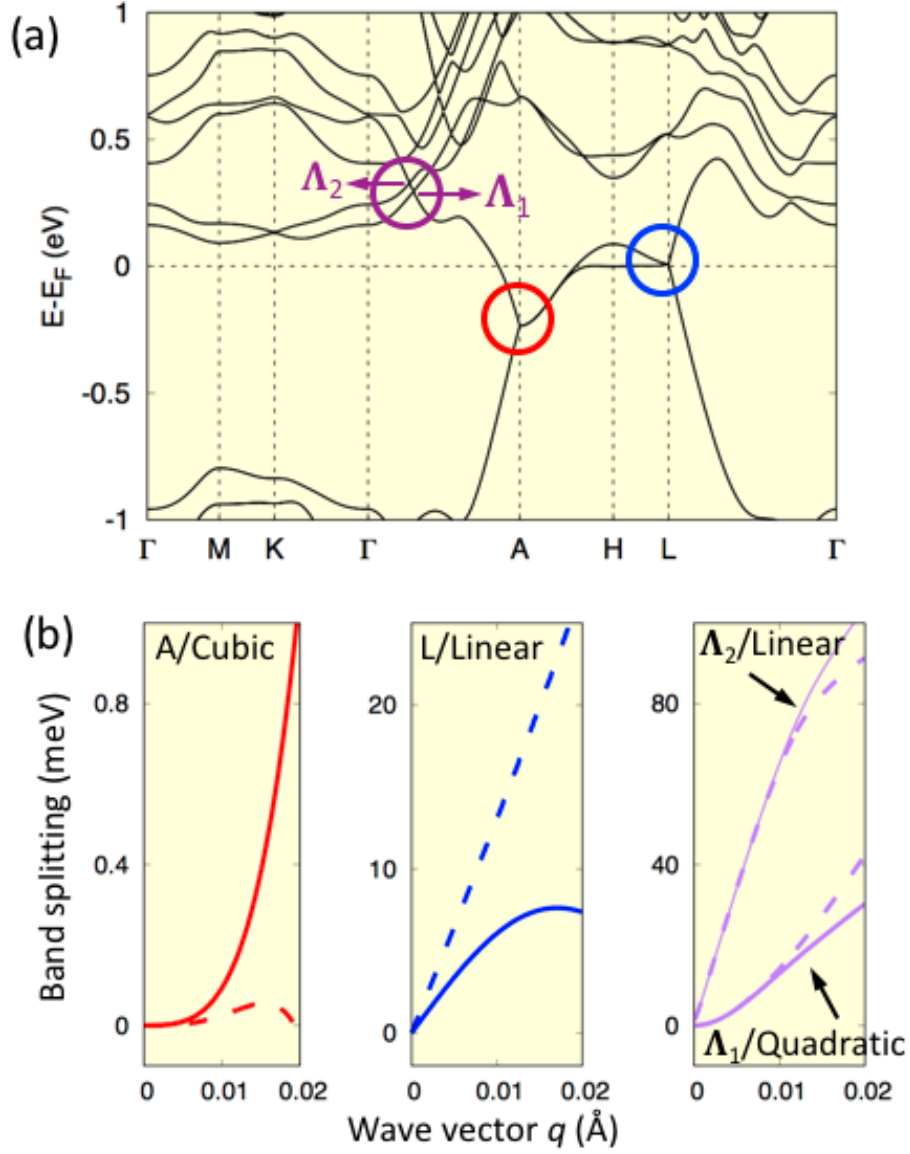 (a)
1
0.5
0
-0.5
-1
E-E_F (eV)
Λ₂
Λ₁
Γ M K Γ A H L Γ
(b)
A/Cubic
L/Linear
Λ₂/Linear
Λ₁/Quadratic
Band splitting (meV)
0.8
0.4
0
20
10
0
80
40
0
0 0.01 0.02 0 0.01 0.02 0 0.01 0.02
Wave vector q (Å)